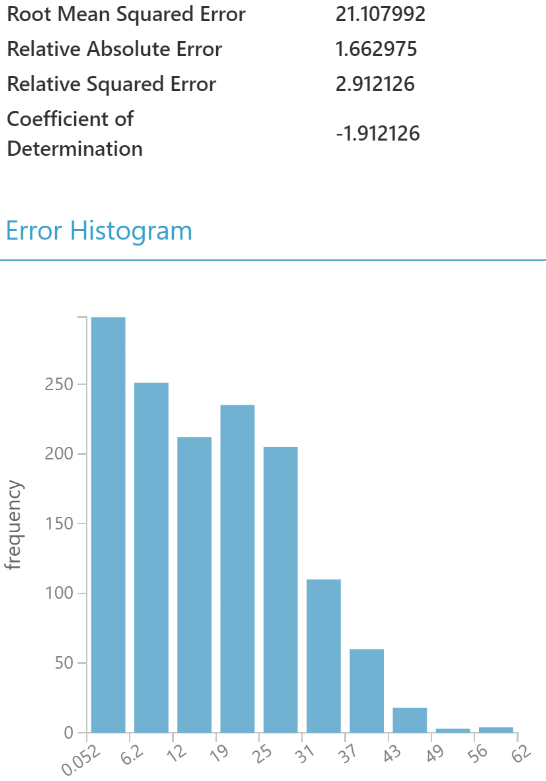 Root Mean Squared Error 21.107992
Relative Absolute Error 1.662975
Relative Squared Error 2.912126
Coefficient of
Determination -1.912126
Error Histogram
250
200
150
100
50
0
frequency
0.052 6.2 12 19 25 31 37 43 49 56 62